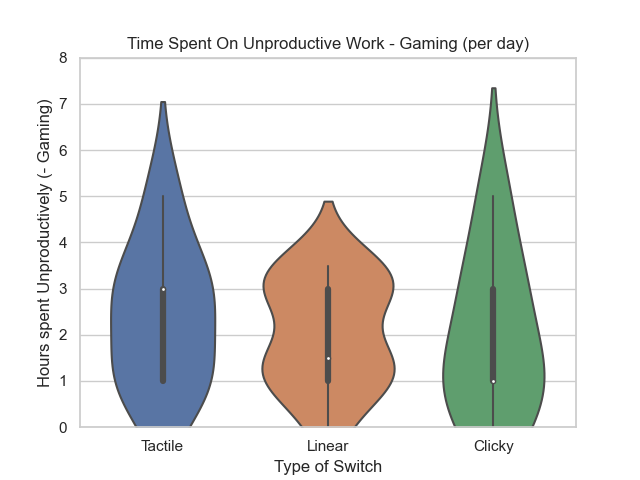 Time Spent On Unproductive Work - Gaming (per day)
Hours spent Unproductively (- Gaming)
8
7
6
5
4
3
2
1
0
Tactile Linear Clicky
Type of Switch